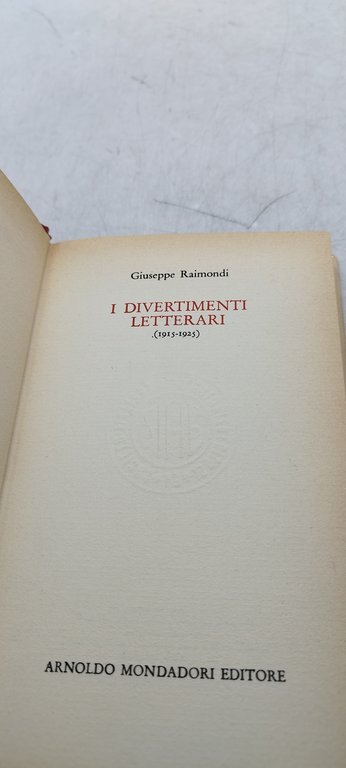 Giuseppe Raimondi
I DIVERTIMENTI
LETTERARI
.(1915-1925)
ARNOLDO MONDADORI EDITORE